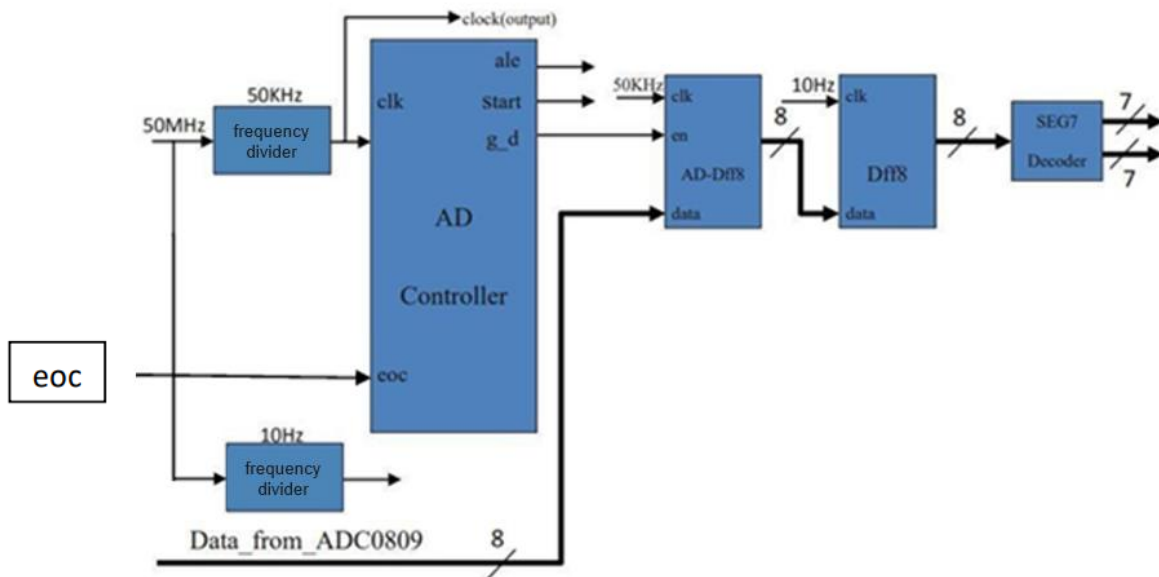 clock(output)
50KHz
50MHz
frequency
divider
clk
ale
start
g_d
AD
Controller
eoc
eoc
10Hz
frequency
divider
Data_from_ADC0809
8
50KHz
clk
en
AD-Dff8
data
8
10Hz
clk
Dff8
data
8
SEG7
Decoder
7
7